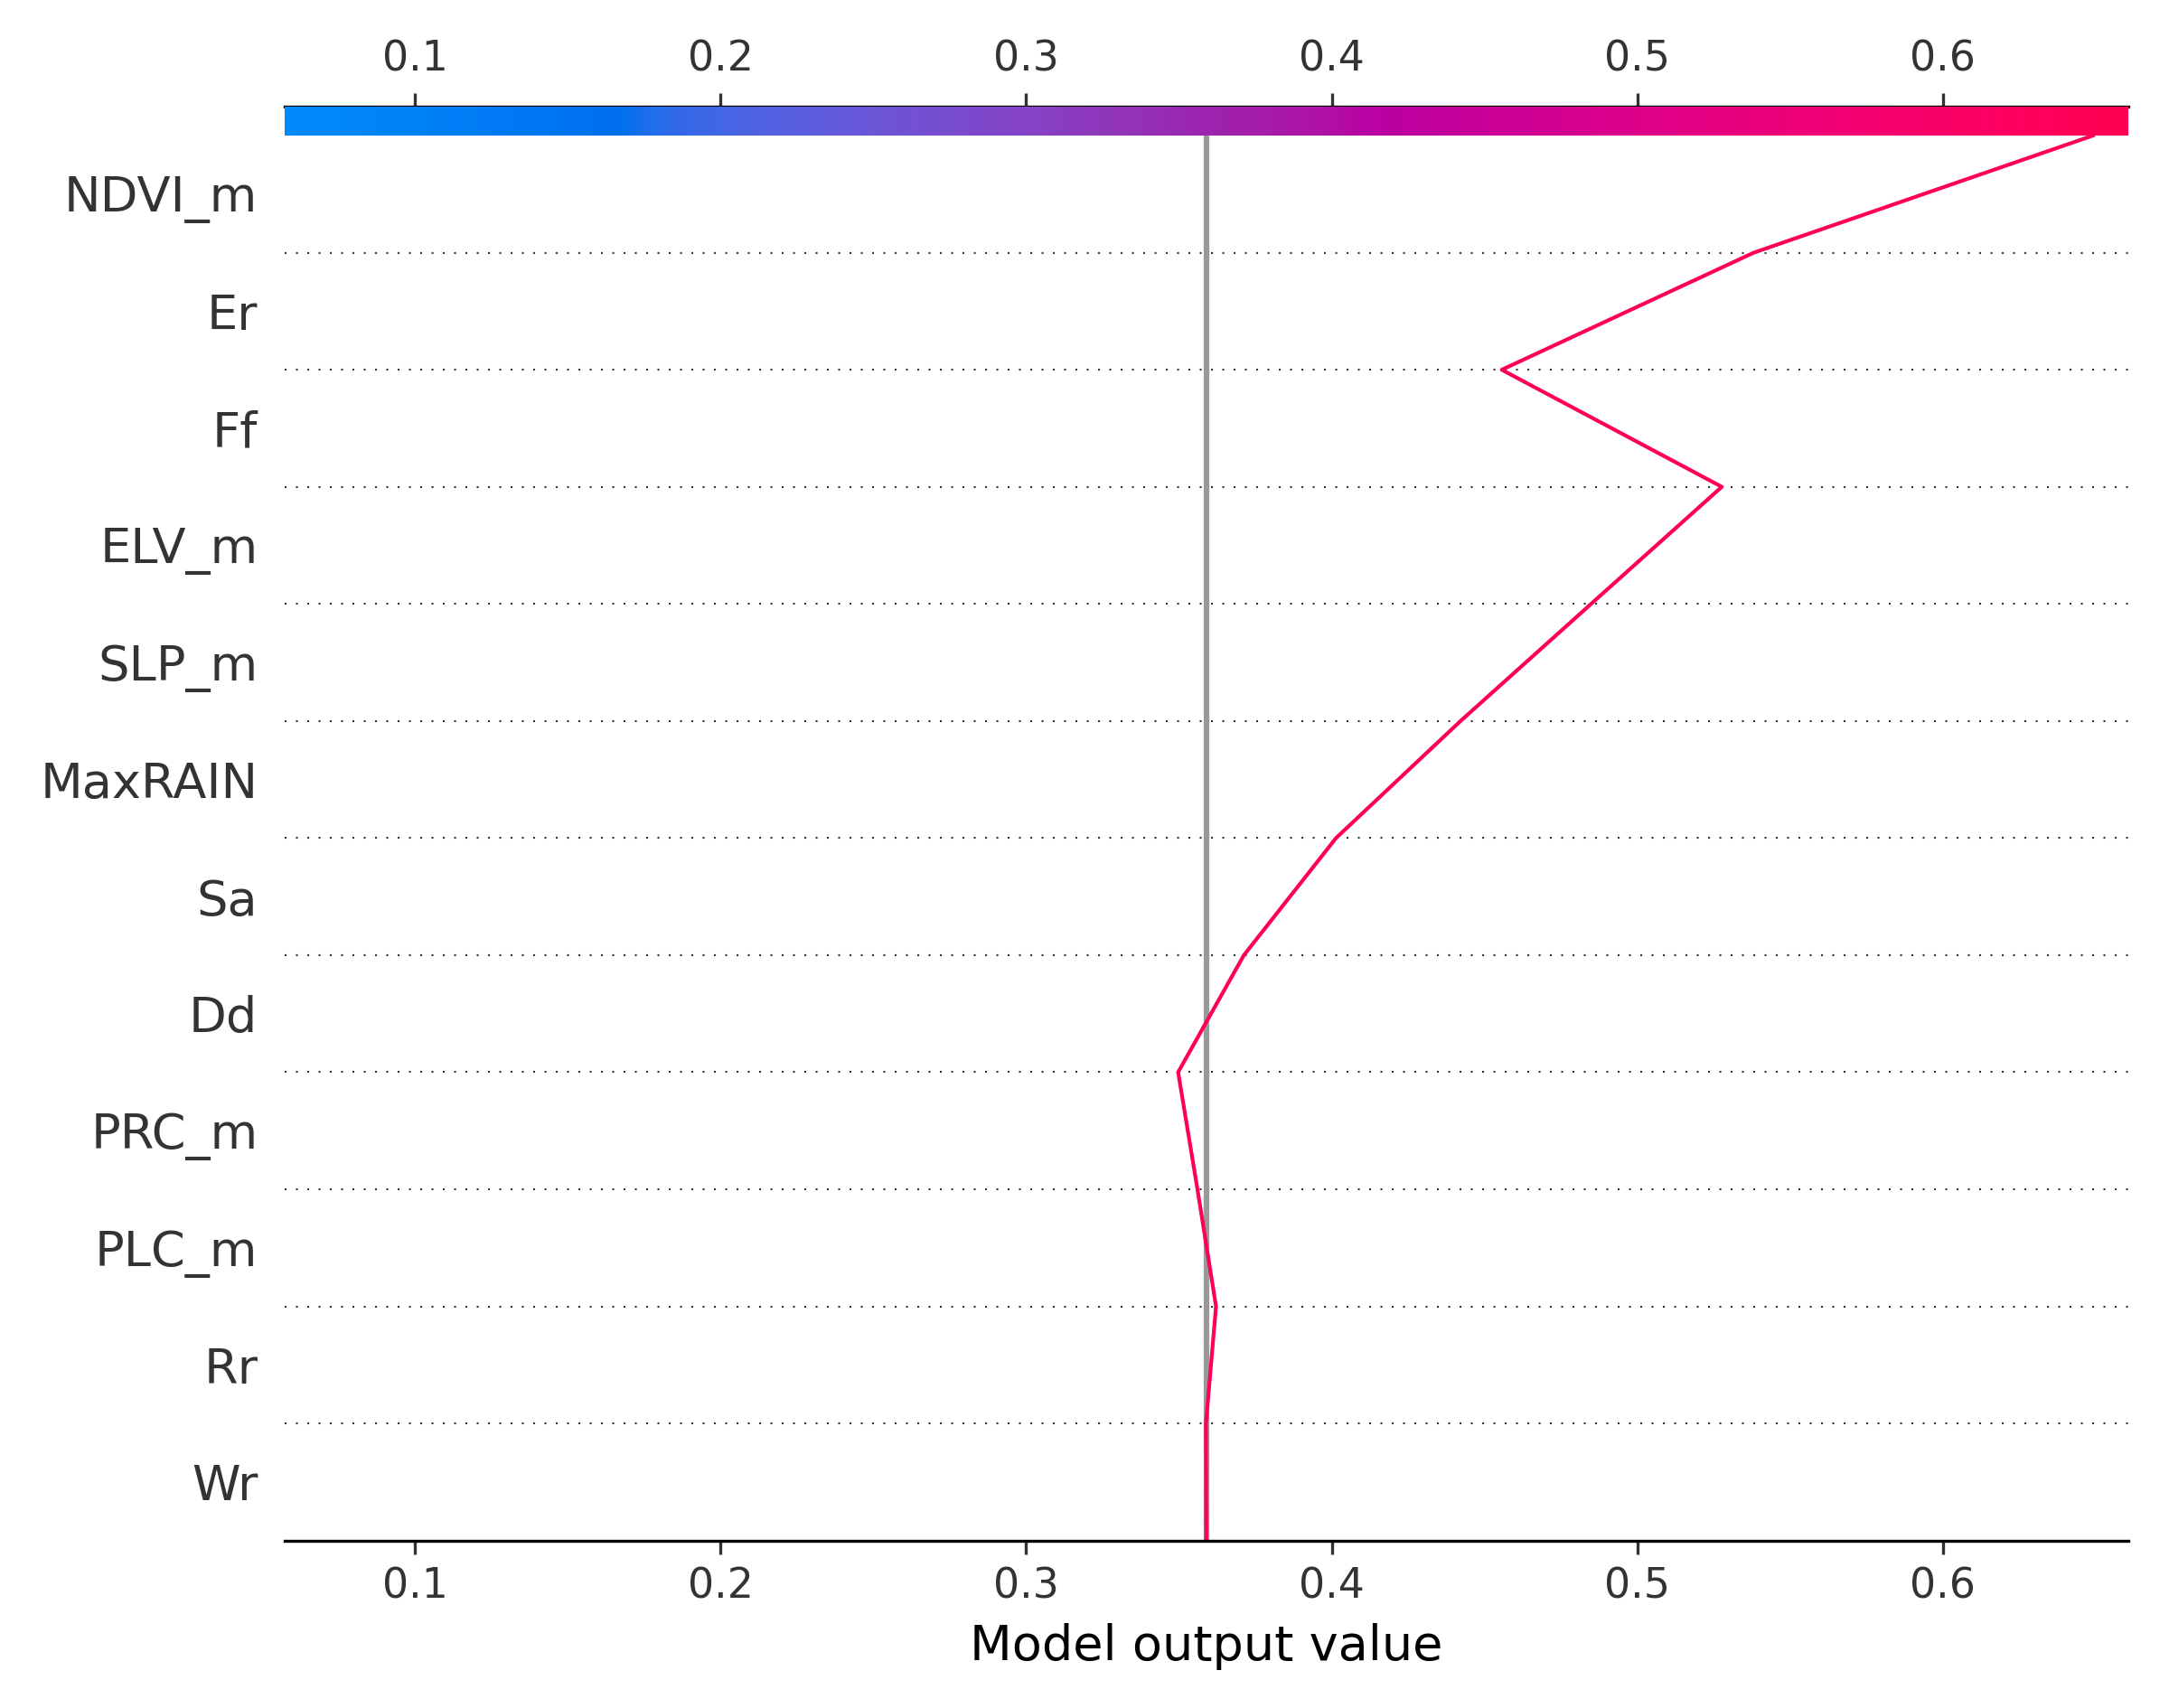 0.1 0.2 0.3 0.4 0.5 0.6
NDVI_m
Er
Ff
ELV_m
SLP_m
MaxRAIN
Sa
Dd
PRC_m
PLC_m
Rr
Wr
0.1 0.2 0.3 0.4 0.5 0.6
Model output value